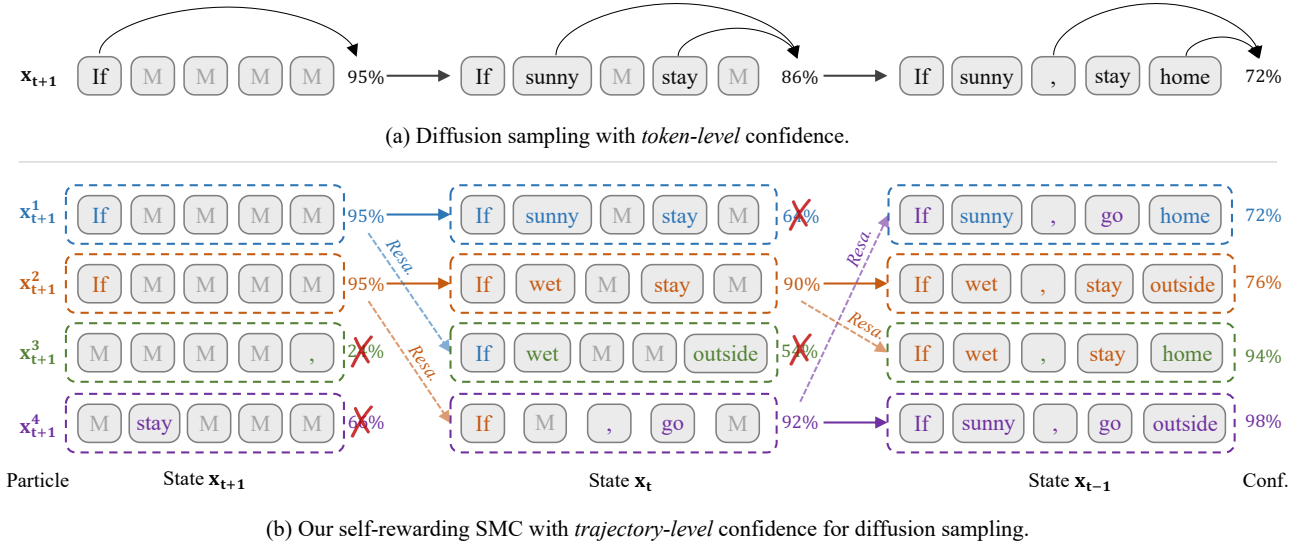 x_{t+1} If M M M M 95% If sunny M stay M 86% If sunny , stay home 72%
(a) Diffusion sampling with token-level confidence.
x^1_{t+1} If M M M M 95% If sunny M stay M 64% If sunny , go home 72%
Resa. Resa.
x^2_{t+1} If M M M M 95% If wet M stay M 90% If wet , stay outside 76%
Resa. Resa.
x^3_{t+1} M M M M , 24% If wet M M outside 54% If wet , stay home 94%
x^4_{t+1} M stay M M M 66% If M , go M 92% If sunny , go outside 98%
Particle State x_{t+1} State x_t State x_{t-1} Conf.
(b) Our self-rewarding SMC with trajectory-level confidence for diffusion sampling.